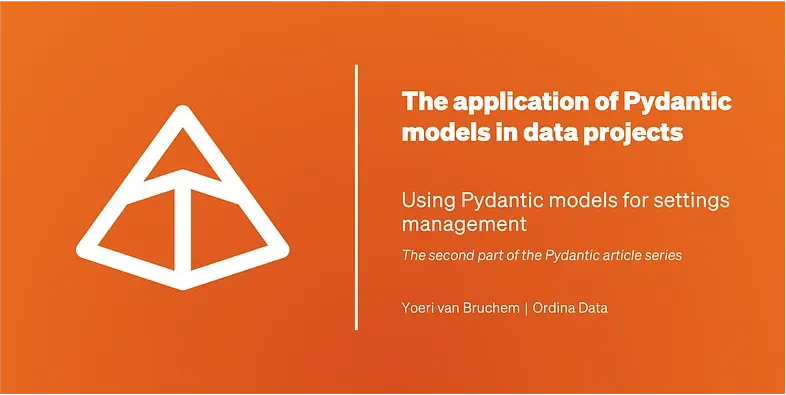 The application of Pydantic
models in data projects
Using Pydantic models for settings
management
The second part of the Pydantic article series
Yoeri van Bruchem | Ordina Data